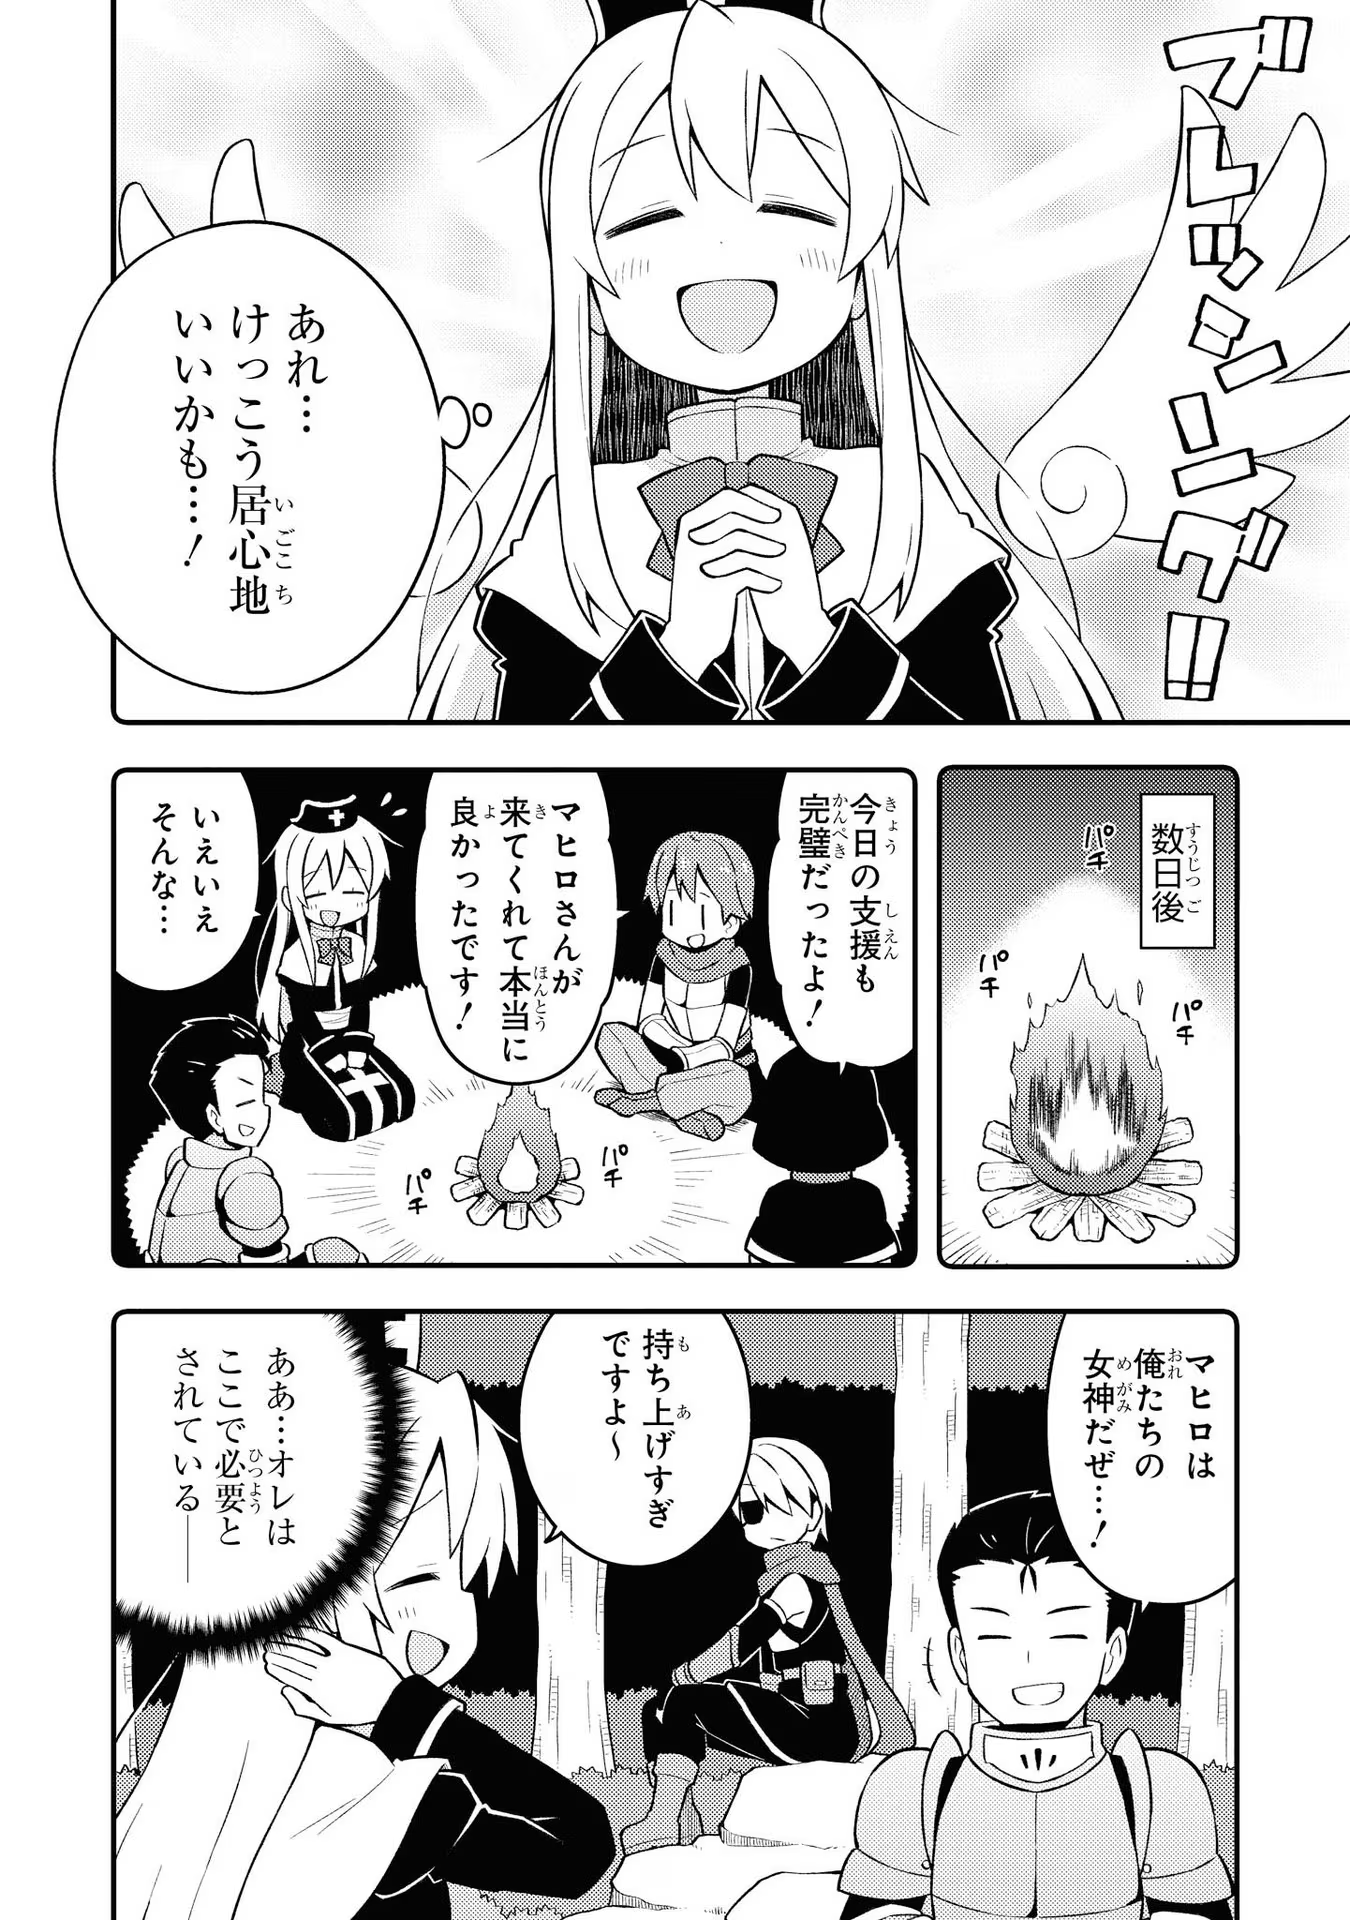 ブレッシーング!!
あれ…
けっこう居心地
いいかも…!
数日後
パチ
パチ
パチ
今日の支援も
完璧だったよ!
マヒロさんが
来てくれて本当に
良かったです!
いえいえ
そんな…
パチ
パチ
マヒロは
俺たちの
女神だぜ…!
持ち上げすぎ
ですよ～
ああ…オレは
ここで必要と
されている――